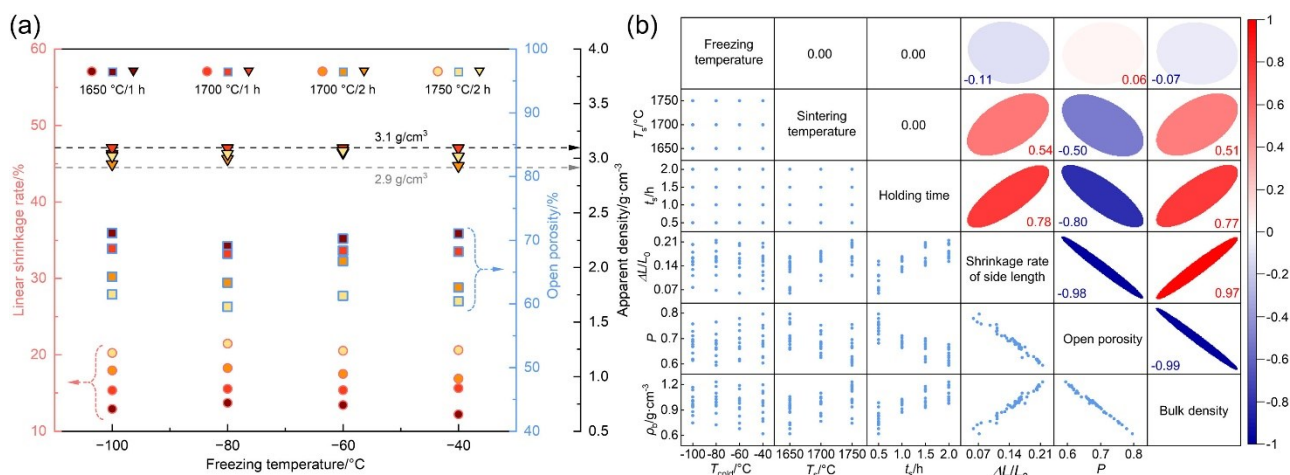 (a)
60
50
40
30
20
10
Linear shrinkage rate/%
1650 °C/1 h
1700 °C/1 h
1700 °C/2 h
1750 °C/2 h
3.1 g/cm³
2.9 g/cm³
−100
−80
−60
−40
Freezing temperature/°C
100
95
90
85
80
75
70
65
60
55
50
45
40
Open porosity/%
4.0
3.5
3.0
2.5
2.0
1.5
1.0
0.5
Apparent density/g·cm⁻³
(b)
Freezing temperature
0.00
0.00
-0.11
0.06
-0.07
Tₛ/°C
1750
1700
1650
Sintering temperature
0.00
0.54
-0.50
0.51
tₛ/h
2.0
1.5
1.0
0.5
Holding time
0.78
-0.80
0.77
ΔL/L₀
0.21
0.14
0.07
Shrinkage rate of side length
-0.98
0.97
P
0.8
0.7
0.6
Open porosity
-0.99
ρb/g·cm⁻³
1.2
0.9
0.6
Bulk density
-100 -80 -60 -40
Tcold/°C
1650 1700 1750
Tₛ/°C
0.5 1.0 1.5 2.0
tₛ/h
0.07 0.14 0.21
ΔL/L₀
0.6 0.7 0.8
P
1
0.8
0.6
0.4
0.2
0
-0.2
-0.4
-0.6
-0.8
-1